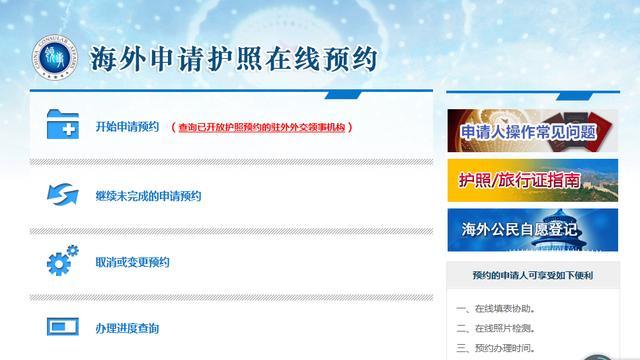 海外申请护照在线预约
开始申请预约 （查询已开放护照预约的驻外外交领事机构）
继续未完成的申请预约
取消或变更预约
办理进度查询
申请人操作常见问题
护照/旅行证指南
海外公民自愿登记
预约的申请人可享受如下便利
一、在线填表协助。
二、在线照片检测。
三、预约办理时间。